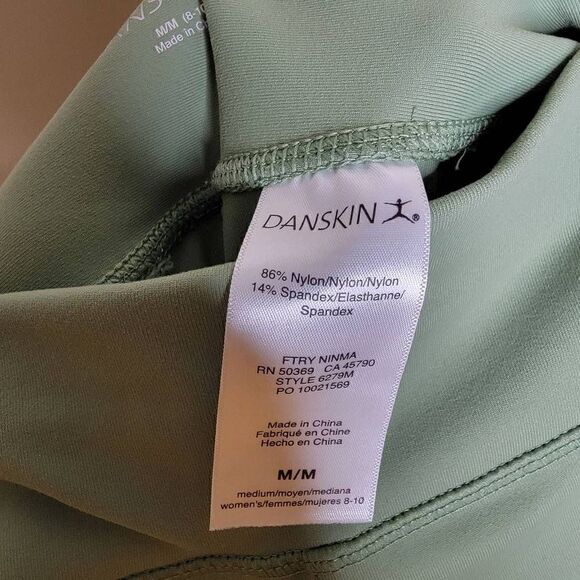 DANS
M/M (8-10
Made in C
DANSKIN ®
86% Nylon/Nylon/Nylon
14% Spandex/Elasthanne/
Spandex
FTRY NINMA
RN 50369 CA 45790
STYLE 6279M
PO 10021569
Made in China
Fabriqué en Chine
Hecho en China
M/M
medium/moyen/mediana
women's/femmes/mujeres 8-10